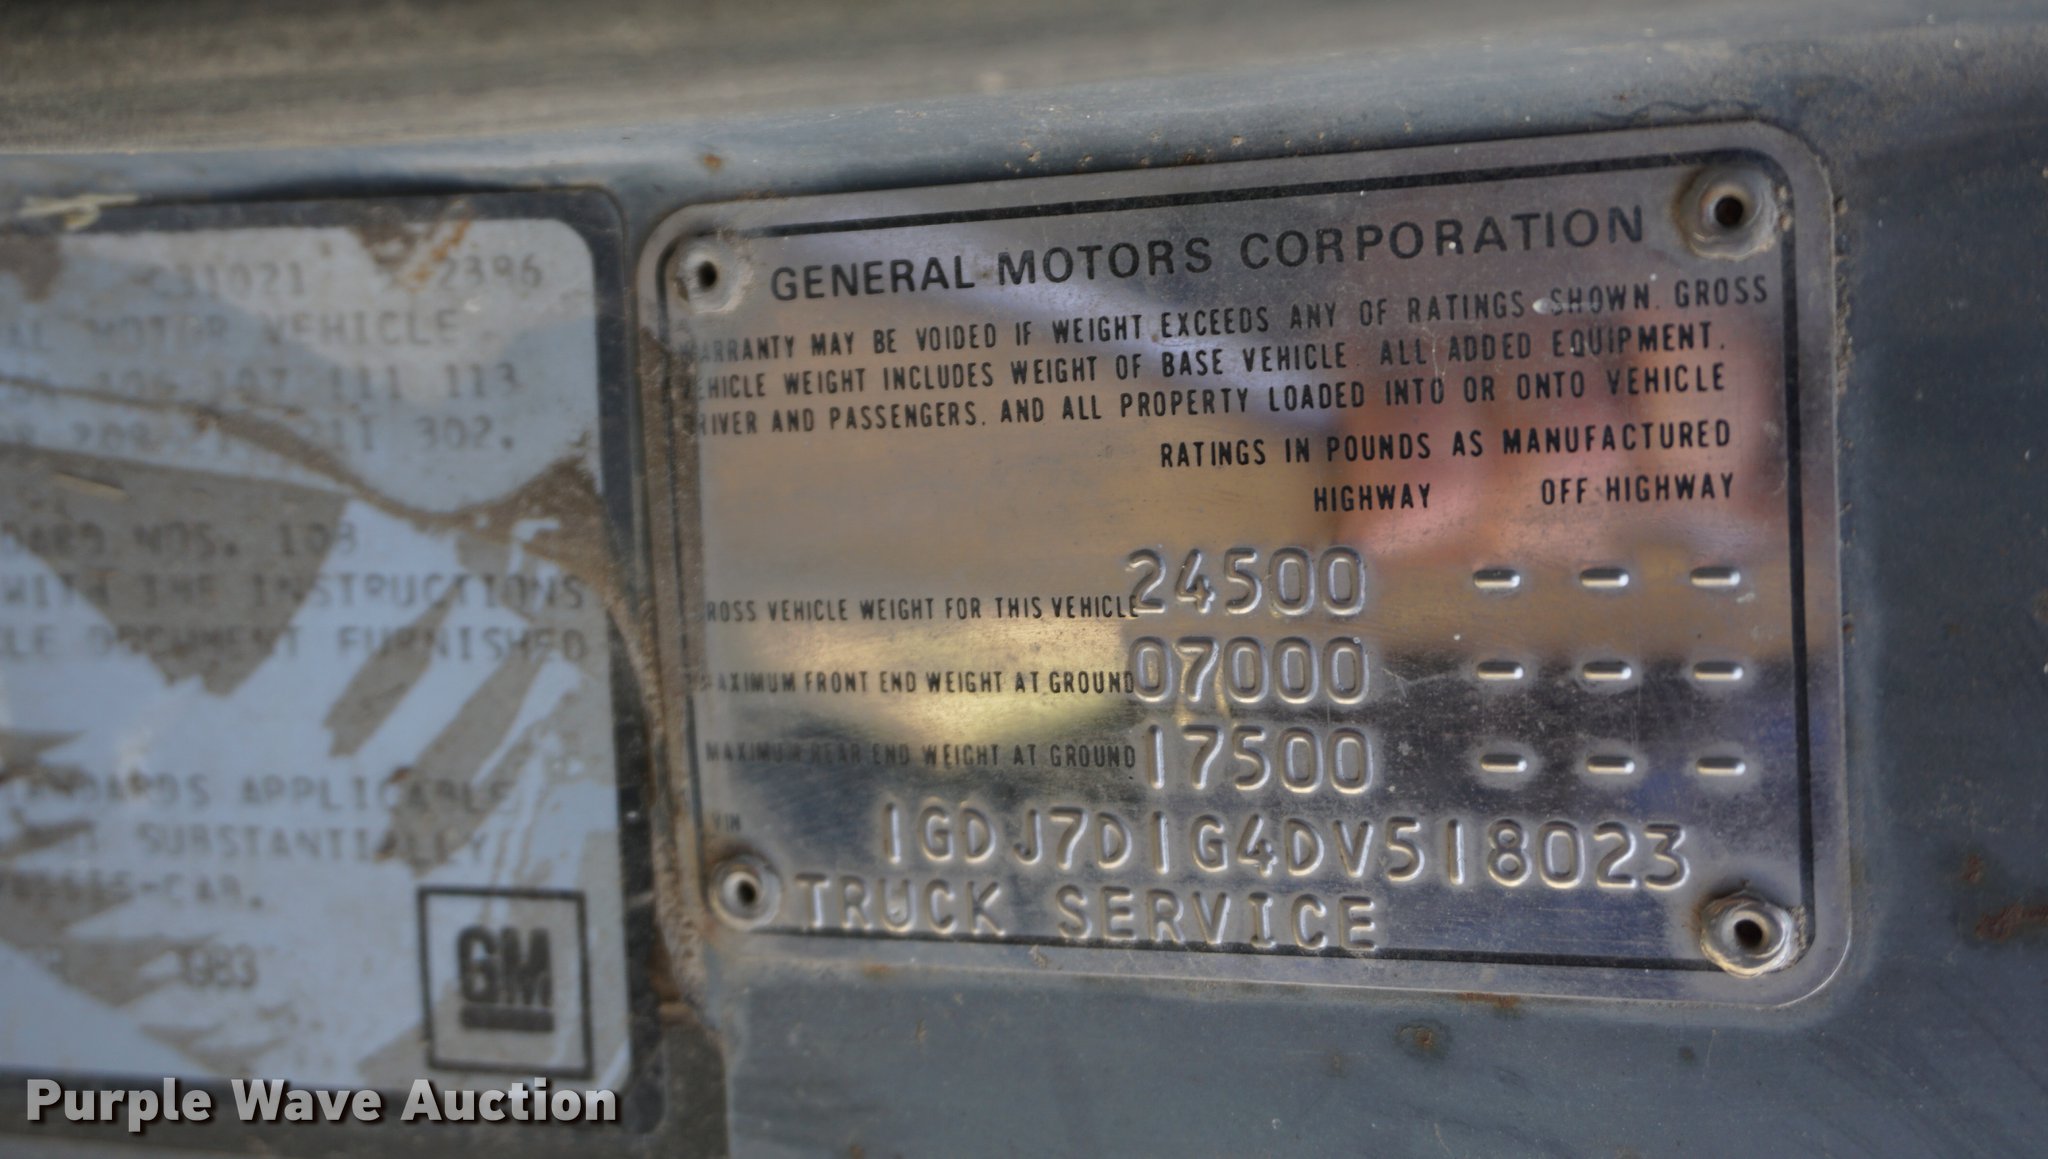 C31021 2396
MOTOR VEHICLE
106 107 111 113
302.
NOS. 108
WITH THE INSTRUCTIONS
DOCUMENT FURNISHED
APPLICABLE
SUBSTANTIALLY
1983
GM
GENERAL MOTORS CORPORATION
WARRANTY MAY BE VOIDED IF WEIGHT EXCEEDS ANY OF RATINGS SHOWN. GROSS
VEHICLE WEIGHT INCLUDES WEIGHT OF BASE VEHICLE. ALL ADDED EQUIPMENT.
DRIVER AND PASSENGERS, AND ALL PROPERTY LOADED INTO OR ONTO VEHICLE
RATINGS IN POUNDS AS MANUFACTURED
HIGHWAY OFF HIGHWAY
GROSS VEHICLE WEIGHT FOR THIS VEHICLE 24500 - - -
MAXIMUM FRONT END WEIGHT AT GROUND 07000 - - -
MAXIMUM REAR END WEIGHT AT GROUND 17500 - - -
VIN 1GDJ7D1G4DV518023
TRUCK SERVICE
Purple Wave Auction